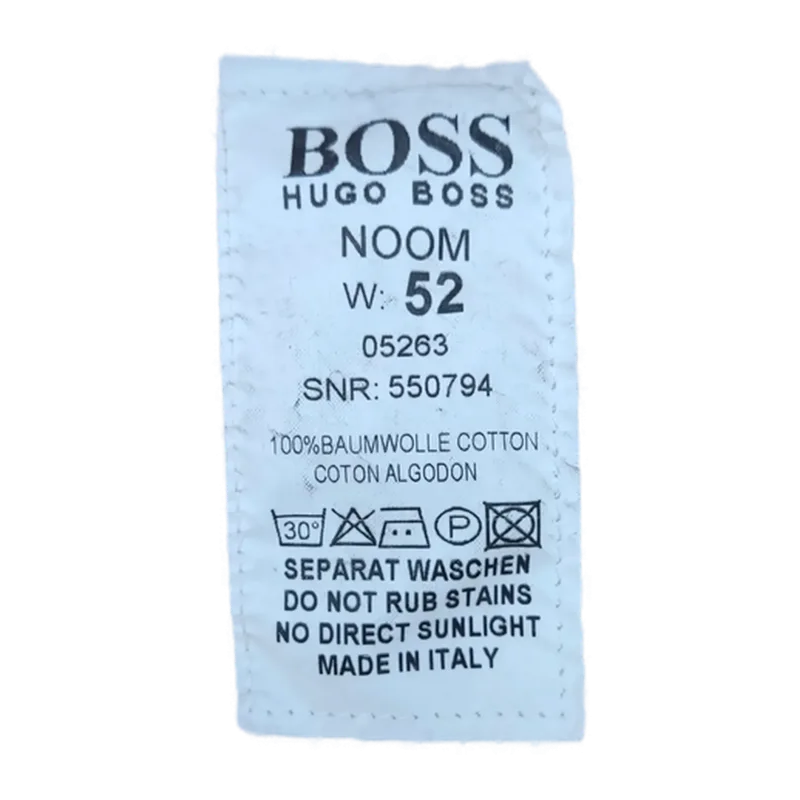 BOSS
HUGO BOSS
NOOM
W: 52
05263
SNR: 550794
100%BAUMWOLLE COTTON
COTON ALGODON
30° P
SEPARAT WASCHEN
DO NOT RUB STAINS
NO DIRECT SUNLIGHT
MADE IN ITALY